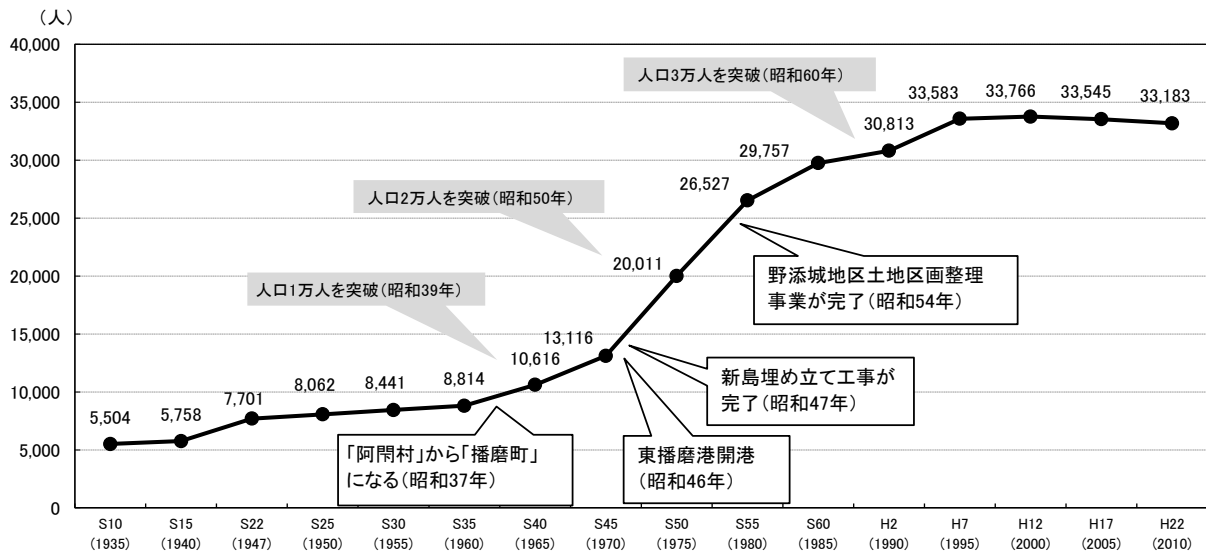 (人)
40,000
35,000
30,000
25,000
20,000
15,000
10,000
5,000
0
人口3万人を突破(昭和60年)
人口2万人を突破(昭和50年)
人口1万人を突破(昭和39年)
5,504
5,758
7,701
8,062
8,441
8,814
10,616
13,116
20,011
26,527
29,757
30,813
33,583
33,766
33,545
33,183
野添城地区土地区画整理
事業が完了(昭和54年)
新島埋め立て工事が
完了(昭和47年)
東播磨港開港
(昭和46年)
「阿閇村」から「播磨町」
になる(昭和37年)
S10 S15 S22 S25 S30 S35 S40 S45 S50 S55 S60 H2 H7 H12 H17 H22
(1935) (1940) (1947) (1950) (1955) (1960) (1965) (1970) (1975) (1980) (1985) (1990) (1995) (2000) (2005) (2010)